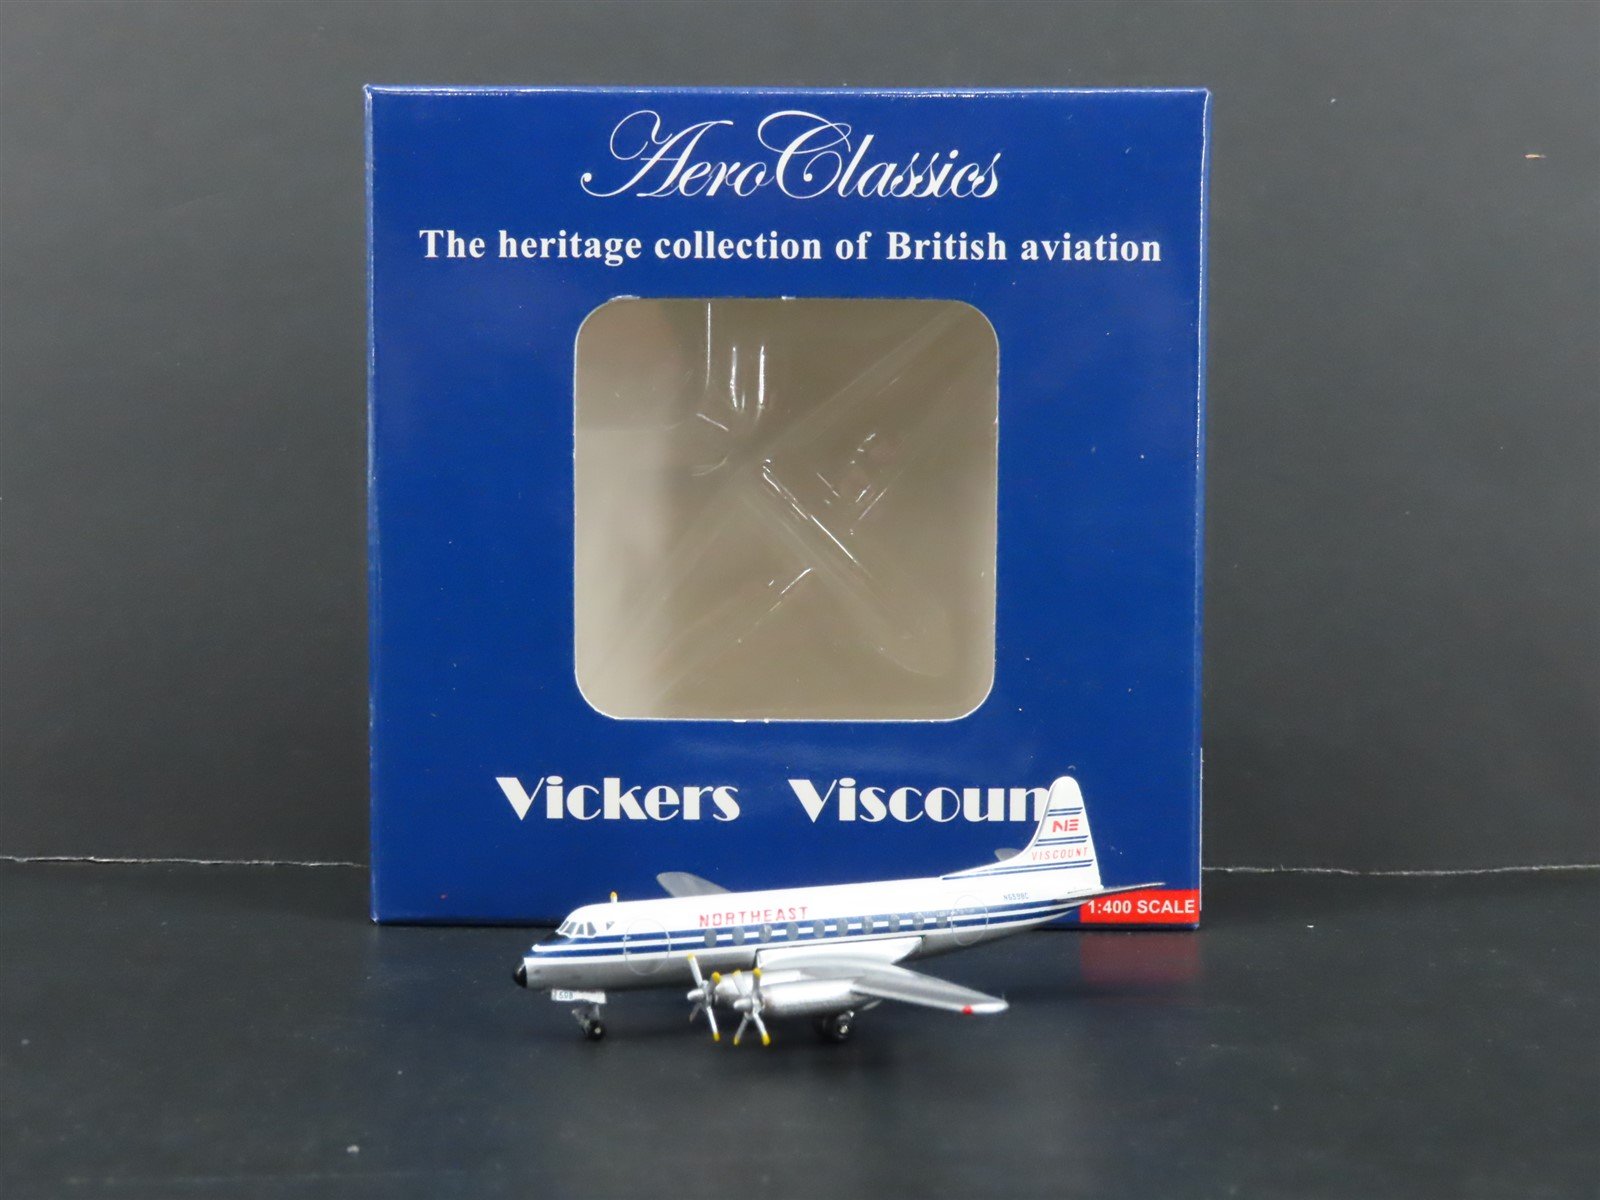 AeroClassics
The heritage collection of British aviation
Vickers Viscoun
NE
VISCOUNT
NORTHEAST
1:400 SCALE